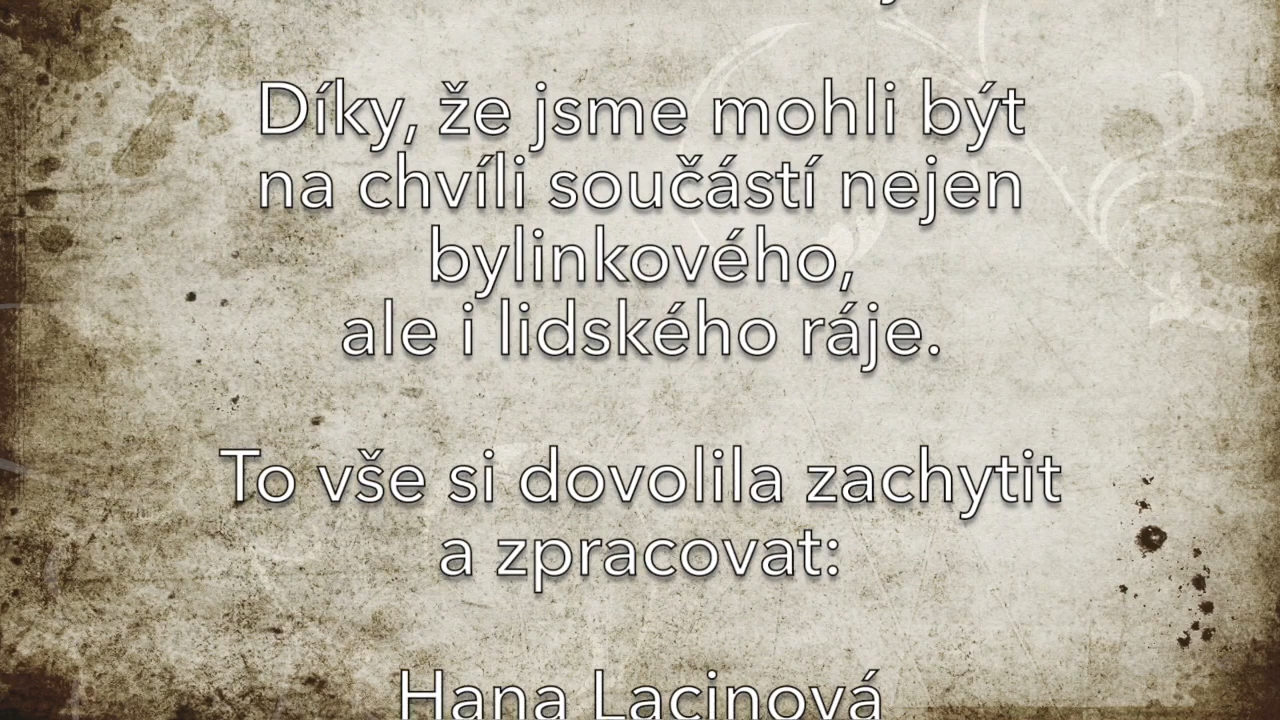 Díky, že jsme mohli být
na chvíli součástí nejen
bylinkového,
ale i lidského ráje.
To vše si dovolila zachytit
a zpracovat:
Hana Lacinová